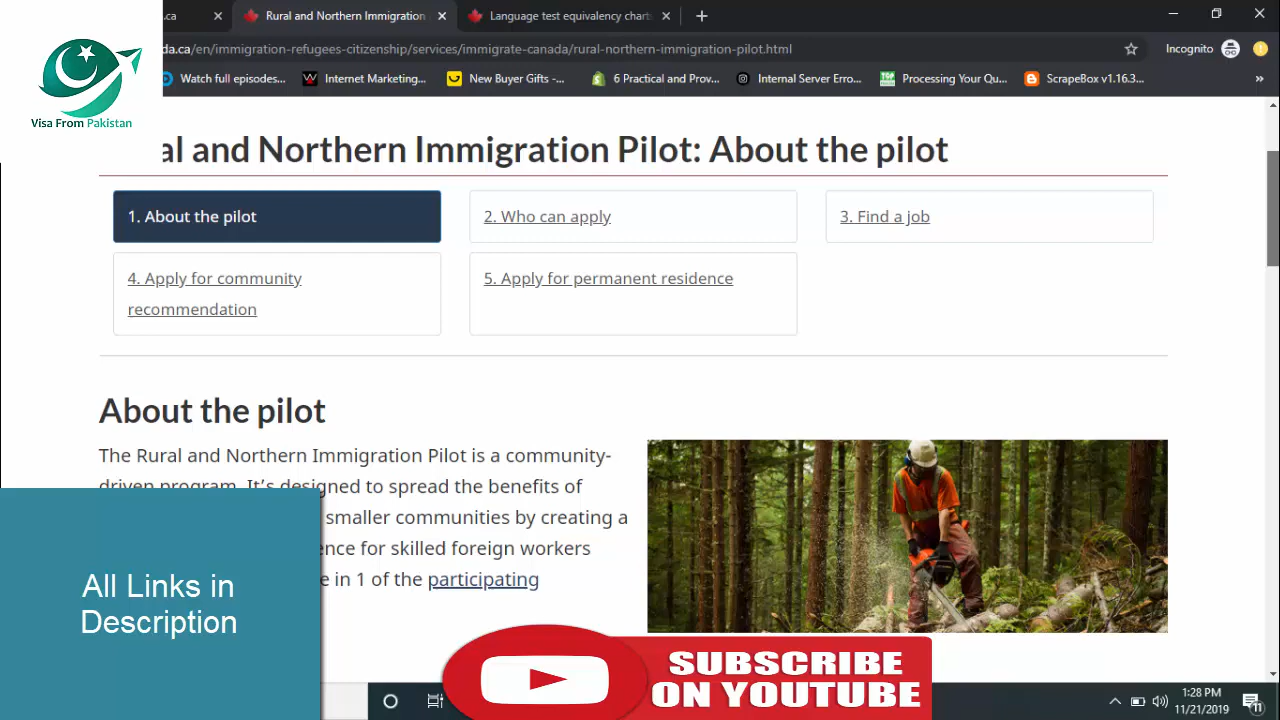 .ca
Rural and Northern Immigration
Language test equivalency charts
da.ca/en/immigration-refugees-citizenship/services/immigrate-canada/rural-northern-immigration-pilot.html
Incognito
Watch full episodes...
Internet Marketing...
New Buyer Gifts -...
6 Practical and Prov...
Internal Server Erro...
TOP
Processing Your Qu...
ScrapeBox v1.16.3...
Visa From Pakistan
al and Northern Immigration Pilot: About the pilot
1. About the pilot
2. Who can apply
3. Find a job
4. Apply for community
recommendation
5. Apply for permanent residence
About the pilot
The Rural and Northern Immigration Pilot is a community-
driven program. It's designed to spread the benefits of
smaller communities by creating a
ence for skilled foreign workers
e in 1 of the participating
All Links in
Description
SUBSCRIBE
ON YOUTUBE
1:28 PM
11/21/2019
11